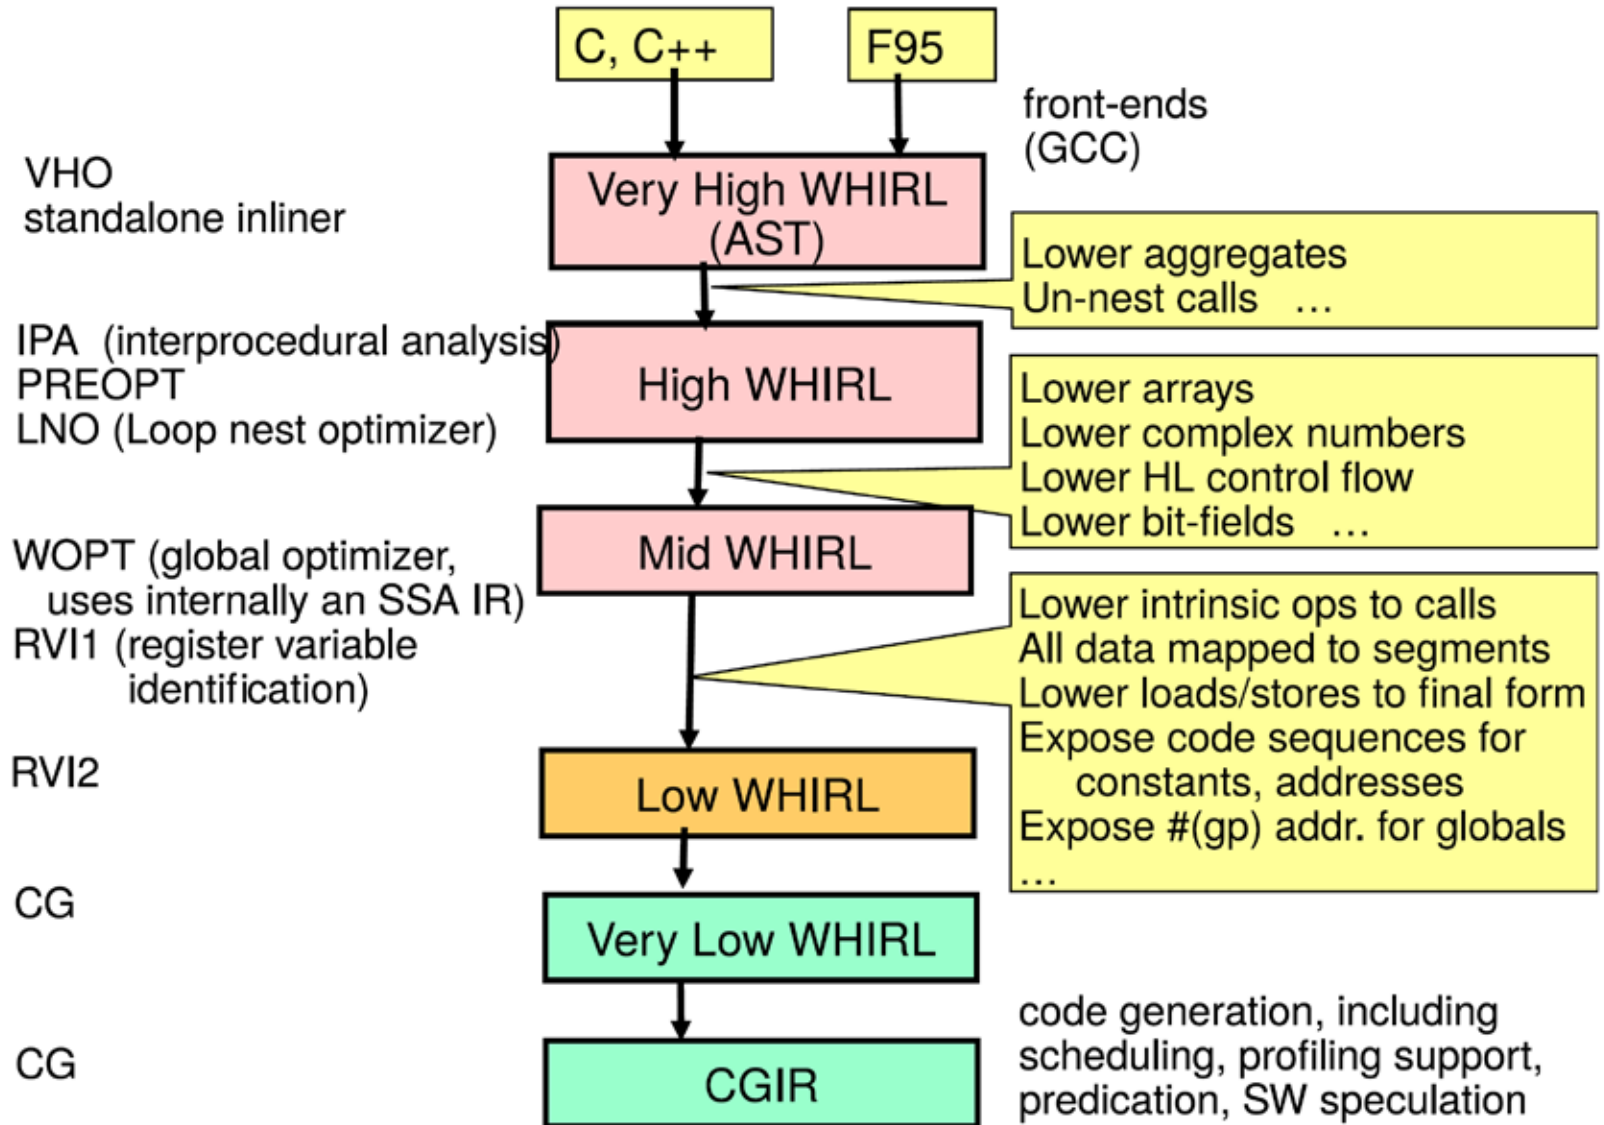 C, C++
F95
front-ends
(GCC)
VHO
standalone inliner
Very High WHIRL
(AST)
Lower aggregates
Un-nest calls …
IPA (interprocedural analysis)
PREOPT
LNO (Loop nest optimizer)
High WHIRL
Lower arrays
Lower complex numbers
Lower HL control flow
Lower bit-fields …
WOPT (global optimizer,
uses internally an SSA IR)
RVI1 (register variable
identification)
Mid WHIRL
Lower intrinsic ops to calls
All data mapped to segments
Lower loads/stores to final form
Expose code sequences for
constants, addresses
Expose #(gp) addr. for globals
…
RVI2
Low WHIRL
CG
Very Low WHIRL
CG
CGIR
code generation, including
scheduling, profiling support,
predication, SW speculation